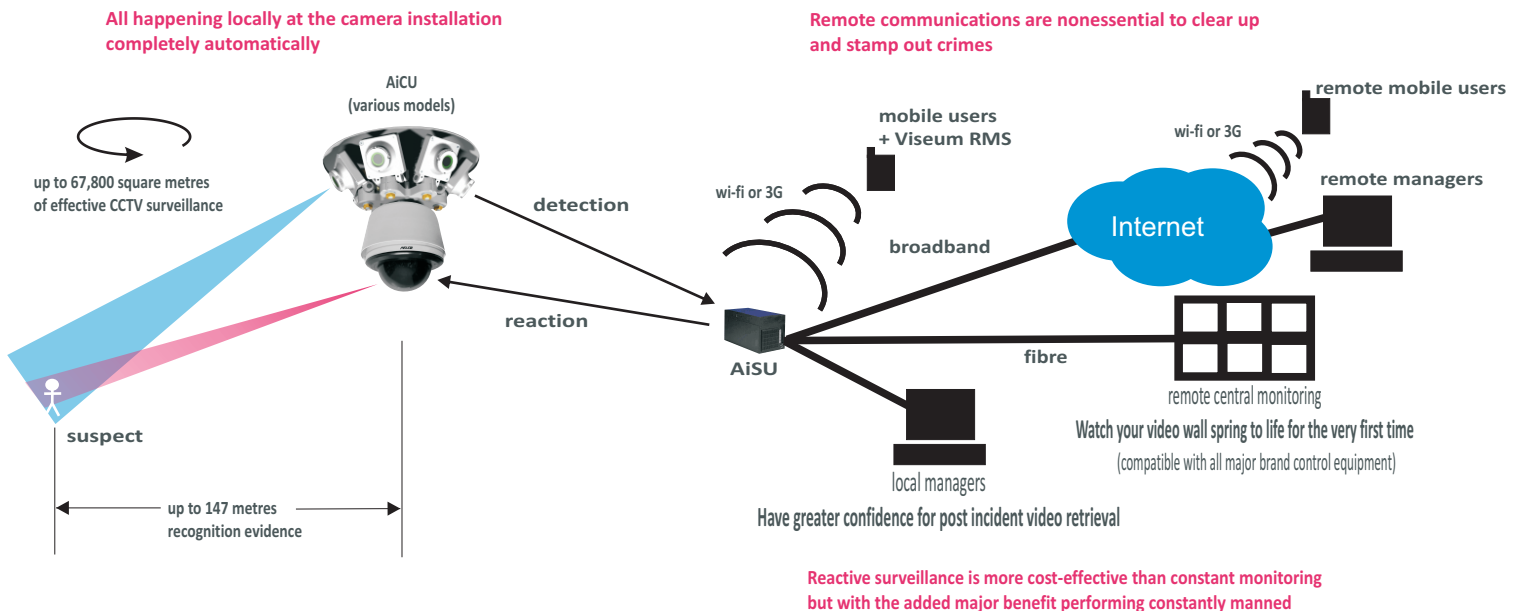 All happening locally at the camera installation
completely automatically
Remote communications are nonessential to clear up
and stamp out crimes
AiCU
(various models)
up to 67,800 square metres
of effective CCTV surveillance
detection
reaction
suspect
up to 147 metres
recognition evidence
wi-fi or 3G
mobile users
+ Viseum RMS
AiSU
broadband
Internet
wi-fi or 3G
remote mobile users
remote managers
fibre
remote central monitoring
Watch your video wall spring to life for the very first time
(compatible with all major brand control equipment)
local managers
Have greater confidence for post incident video retrieval
Reactive surveillance is more cost-effective than constant monitoring
but with the added major benefit performing constantly manned